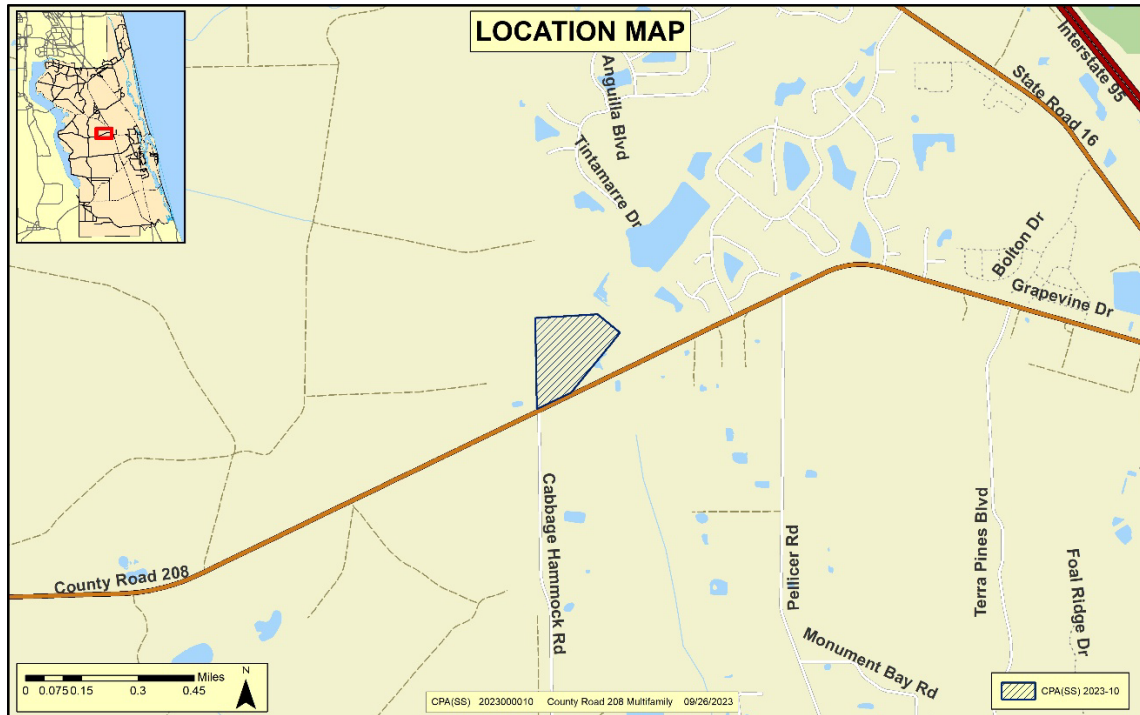 LOCATION MAP
Interstate 95
State Road 16
Anguilla Blvd
Tintamarre Dr
Bolton Dr
Grapevine Dr
County Road 208
Cabbage Hammock Rd
Pellicer Rd
Terra Pines Blvd
Foal Ridge Dr
Monument Bay Rd
Miles
0 0.075 0.15 0.3 0.45
N
CPA(SS) 2023000010 County Road 208 Multifamily 09/26/2023
CPA(SS) 2023-10